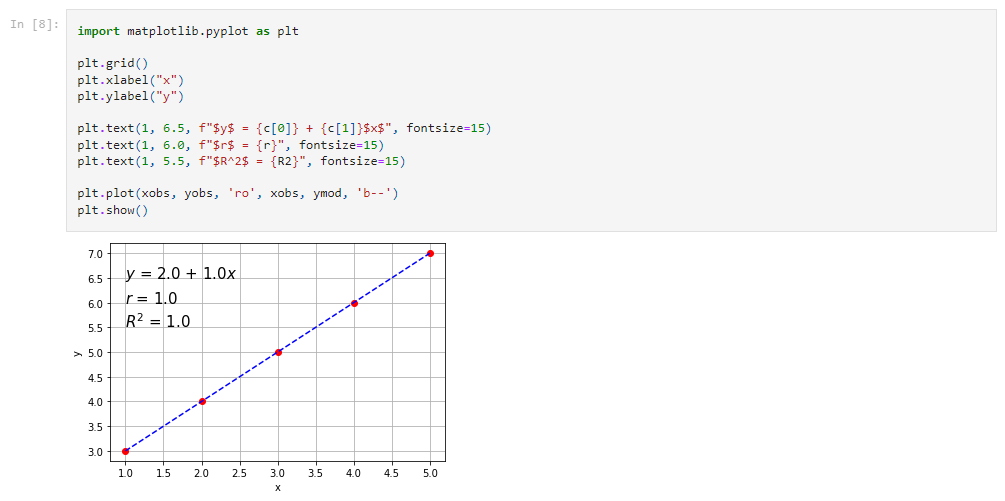 In [8]:
import matplotlib.pyplot as plt
plt.grid()
plt.xlabel("x")
plt.ylabel("y")
plt.text(1, 6.5, f"$y$ = {c[0]} + {c[1]}$x$", fontsize=15)
plt.text(1, 6.0, f"$r$ = {r}", fontsize=15)
plt.text(1, 5.5, f"$R^2$ = {R2}", fontsize=15)
plt.plot(xobs, yobs, 'ro', xobs, ymod, 'b--')
plt.show()
7.0
6.5
6.0
5.5
5.0
4.5
4.0
3.5
3.0
y
y = 2.0 + 1.0x
r = 1.0
R² = 1.0
1.0 1.5 2.0 2.5 3.0 3.5 4.0 4.5 5.0
x